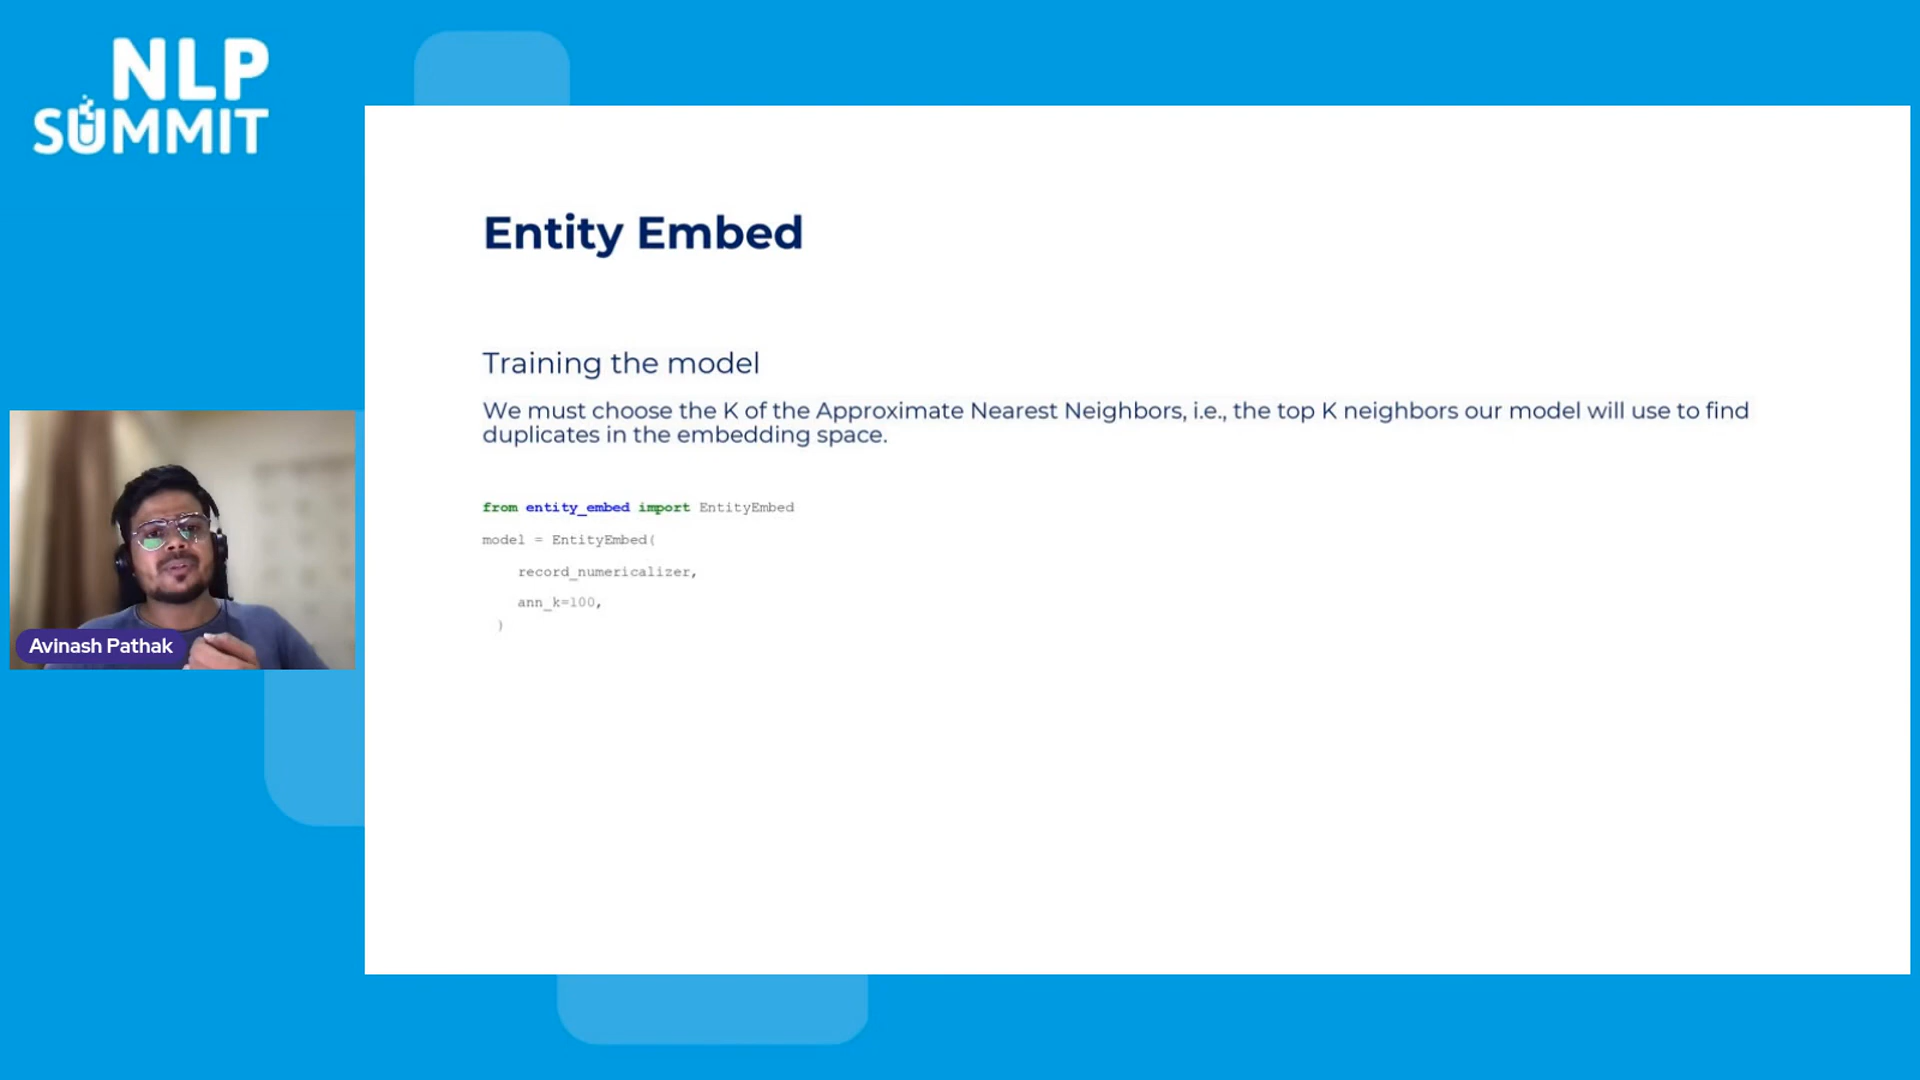 NLP
SUMMIT
Entity Embed
Training the model
We must choose the K of the Approximate Nearest Neighbors, i.e., the top K neighbors our model will use to find
duplicates in the embedding space.
from entity_embed import EntityEmbed
model = EntityEmbed(
record_numericalizer,
ann_k=100,
)
Avinash Pathak